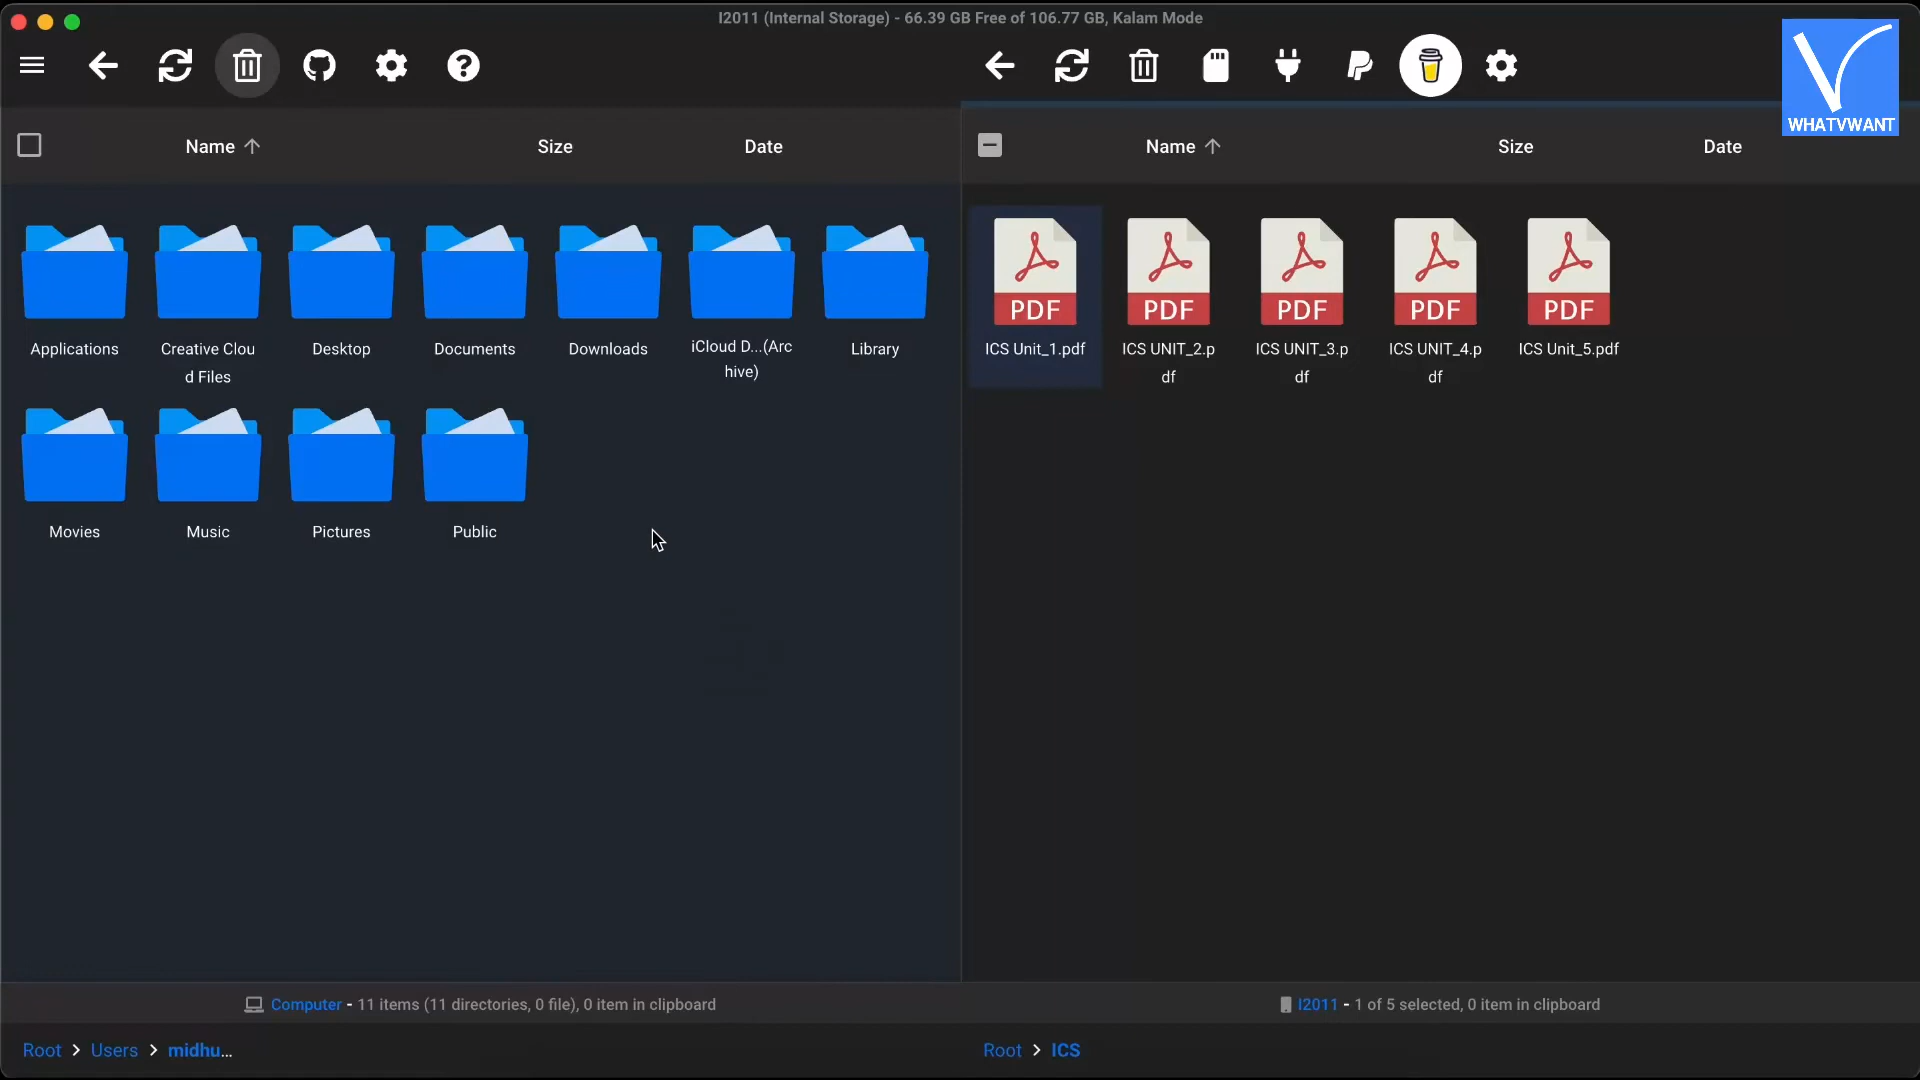 I2011 (Internal Storage) - 66.39 GB Free of 106.77 GB, Kalam Mode
WHATVWANT
Name Size Date
Name Size Date
Applications
Creative Clou
d Files
Desktop
Documents
Downloads
iCloud D...(Arc
hive)
Library
Movies
Music
Pictures
Public
PDF
ICS Unit_1.pdf
PDF
ICS UNIT_2.p
df
PDF
ICS UNIT_3.p
df
PDF
ICS UNIT_4.p
df
PDF
ICS Unit_5.pdf
Computer - 11 items (11 directories, 0 file), 0 item in clipboard
I2011 - 1 of 5 selected, 0 item in clipboard
Root > Users > midhu...
Root > ICS